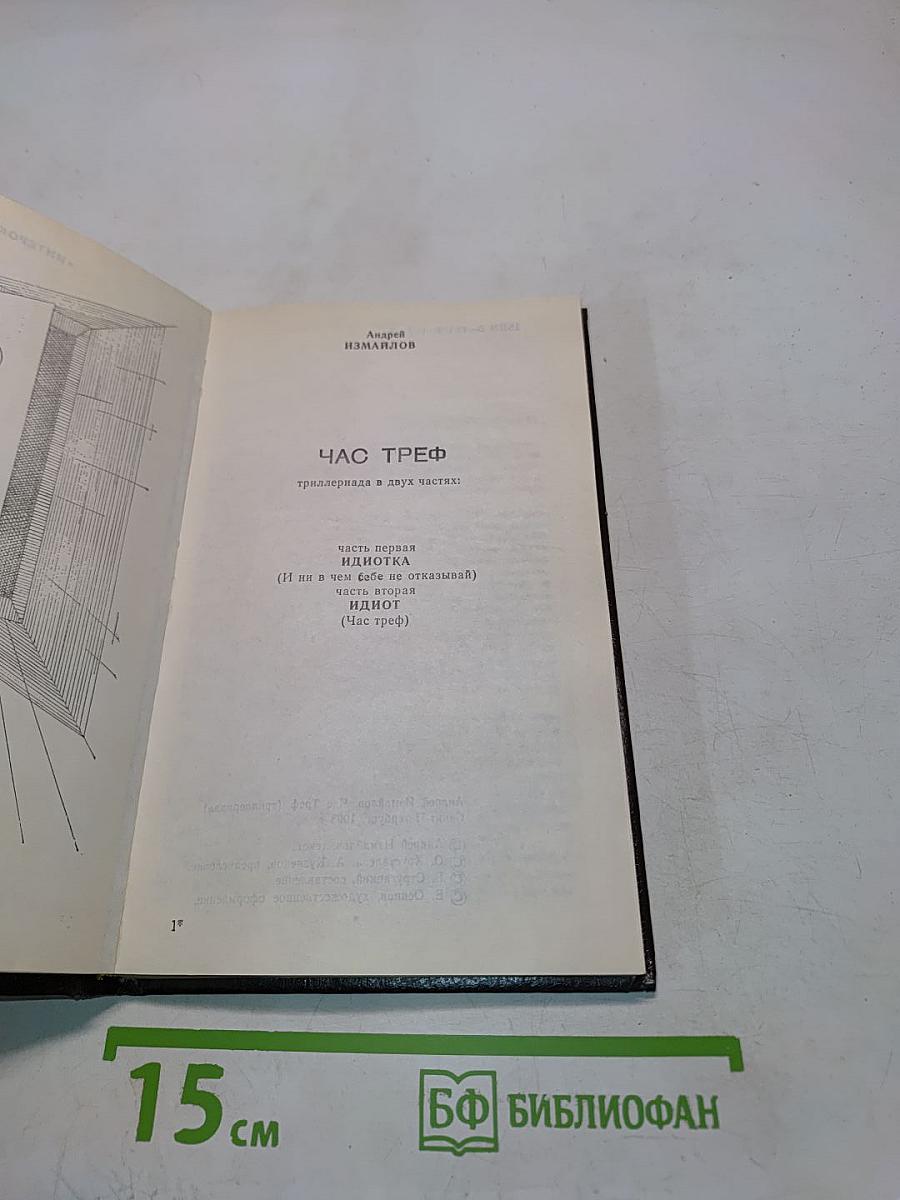 Андрей
ИЗМАЙЛОВ
ЧАС ТРЕФ
триллериада в двух частях:
часть первая
ИДИОТКА
(И ни в чем себе не отказывай)
часть вторая
ИДИОТ
(Час треф)
1*
15 см
БФ БИБЛИОФАН